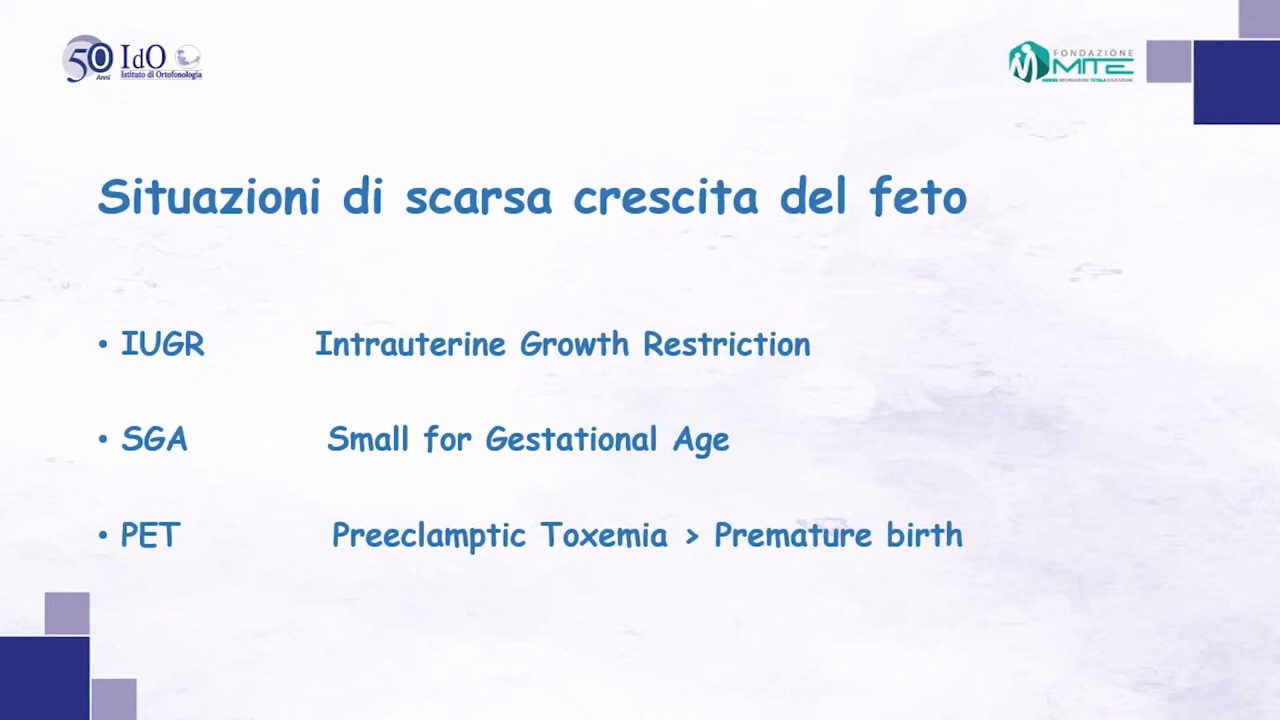 50 IdO
Anni
Istituto di Ortofonologia
FONDAZIONE
MITE
Situazioni di scarsa crescita del feto
• IUGR Intrauterine Growth Restriction
• SGA Small for Gestational Age
• PET Preeclamptic Toxemia > Premature birth